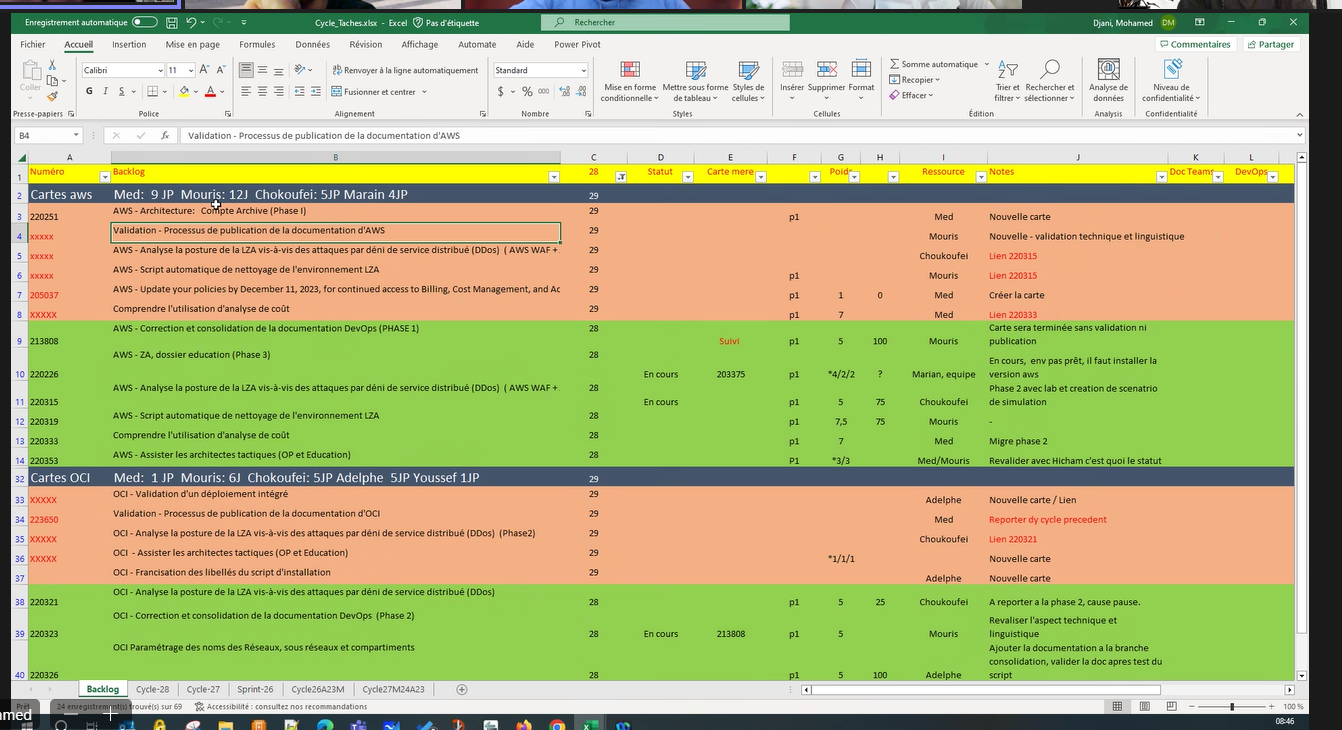 Enregistrement automatique
Cycle_Taches.xlsx - Excel
Pas d'étiquette
Rechercher
Djani, Mohamed
DM
Fichier Accueil Insertion Mise en page Formules Données Révision Affichage Automate Aide Power Pivot
Commentaires
Partager
Coller
Calibri 11
G I S
Renvoyer à la ligne automatiquement
Fusionner et centrer
Standard
Mise en forme conditionnelle
Mettre sous forme de tableau
Styles de cellules
Insérer Supprimer Format
Somme automatique
Recopier
Effacer
Trier et filtrer
Rechercher et sélectionner
Analyse de données
Niveau de confidentialité
Presse-papiers Police Alignement Nombre Styles Cellules Édition Analysis Confidentialité
B4
fx
Validation - Processus de publication de la documentation d'AWS
A B C D E F G H I J K L
1 Numéro Backlog 28 Statut Carte mere Poids Ressource Notes Doc Teams DevOps
2 Cartes aws Med: 9 JP Mouris: 12J Chokoufei: 5JP Marain 4JP 29
3 220251 AWS - Architecture: Compte Archive (Phase I) 29 p1 Med Nouvelle carte
4 xxxxx Validation - Processus de publication de la documentation d'AWS 29 Mouris Nouvelle - validation technique et linguistique
5 xxxxx AWS - Analyse la posture de la LZA vis-à-vis des attaques par déni de service distribué (DDos) ( AWS WAF + 29 Choukoufei Lien 220315
6 xxxxx AWS - Script automatique de nettoyage de l'environnement LZA 29 p1 Mouris Lien 220315
7 205037 AWS - Update your policies by December 11, 2023, for continued access to Billing, Cost Management, and Ac 29 p1 1 0 Med Créer la carte
8 XXXXX Comprendre l'utilisation d'analyse de coût 29 p1 7 Med Lien 220333
9 213808 AWS - Correction et consolidation de la documentation DevOps (PHASE 1) 28 Suivi p1 5 100 Mouris Carte sera terminée sans validation ni
publication
10 220226 AWS - ZA, dossier education (Phase 3) 28 En cours 203375 p1 *4/2/2 ? Marian, equipe En cours, env pas prêt, il faut installer la
version aws
11 220315 AWS - Analyse la posture de la LZA vis-à-vis des attaques par déni de service distribué (DDos) ( AWS WAF + 28 En cours p1 5 75 Choukoufei Phase 2 avec lab et creation de scenatrio
de simulation
12 220319 AWS - Script automatique de nettoyage de l'environnement LZA 28 p1 7,5 75 Mouris -
13 220333 Comprendre l'utilisation d'analyse de coût 28 p1 7 Med Migre phase 2
14 220353 AWS - Assister les architectes tactiques (OP et Education) 28 P1 *3/3 Med/Mouris Revalider avec Hicham c'est quoi le statut
32 Cartes OCI Med: 1 JP Mouris: 6J Chokoufei: 5JP Adelphe 5JP Youssef 1JP 29
33 XXXXX OCI - Validation d'un déploiement intégré 29 Adelphe Nouvelle carte / Lien
34 223650 Validation - Processus de publication de la documentation d'OCI 29 Med Reporter dy cycle precedent
35 XXXXX OCI - Analyse la posture de la LZA vis-à-vis des attaques par déni de service distribué (DDos) (Phase2) 29 Choukoufei Lien 220321
36 XXXXX OCI - Assister les architectes tactiques (OP et Education) 29 *1/1/1 Nouvelle carte
37 OCI - Francisation des libellés du script d'installation 29 Adelphe Nouvelle carte
38 220321 OCI - Analyse la posture de la LZA vis-à-vis des attaques par déni de service distribué (DDos) 28 p1 5 25 Choukoufei A reporter a la phase 2, cause pause.
39 220323 OCI - Correction et consolidation de la documentation DevOps (Phase 2) 28 En cours 213808 p1 5 Mouris Revaliser l'aspect technique et
linguistique
40 220326 OCI Paramétrage des noms des Réseaux, sous réseaux et compartiments 28 p1 5 100 Adelphe Ajouter la documentation a la branche
consolidation, valider la doc apres test du
script
Backlog Cycle-28 Cycle-27 Sprint-26 Cycle26A23M Cycle27M24A23
Prêt 24 enregistrement(s) trouvé(s) sur 69 Accessibilité : consultez nos recommandations 100 %
08:46